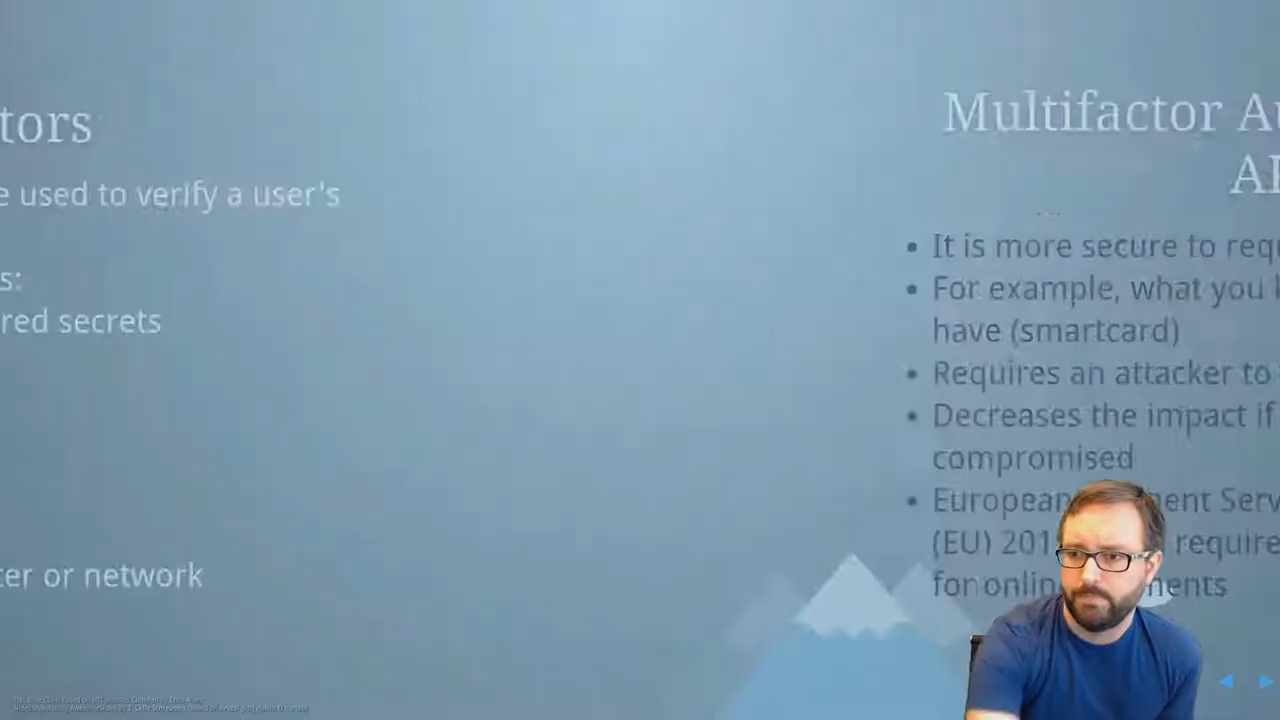 tors
e used to verify a user's
s:
red secrets
ter or network
Multifactor Au
It is more secure to requ
For example, what you
have (smartcard)
Requires an attacker to
Decreases the impact if
compromised
European ent Serv
(EU) 201 require
for onlin ments